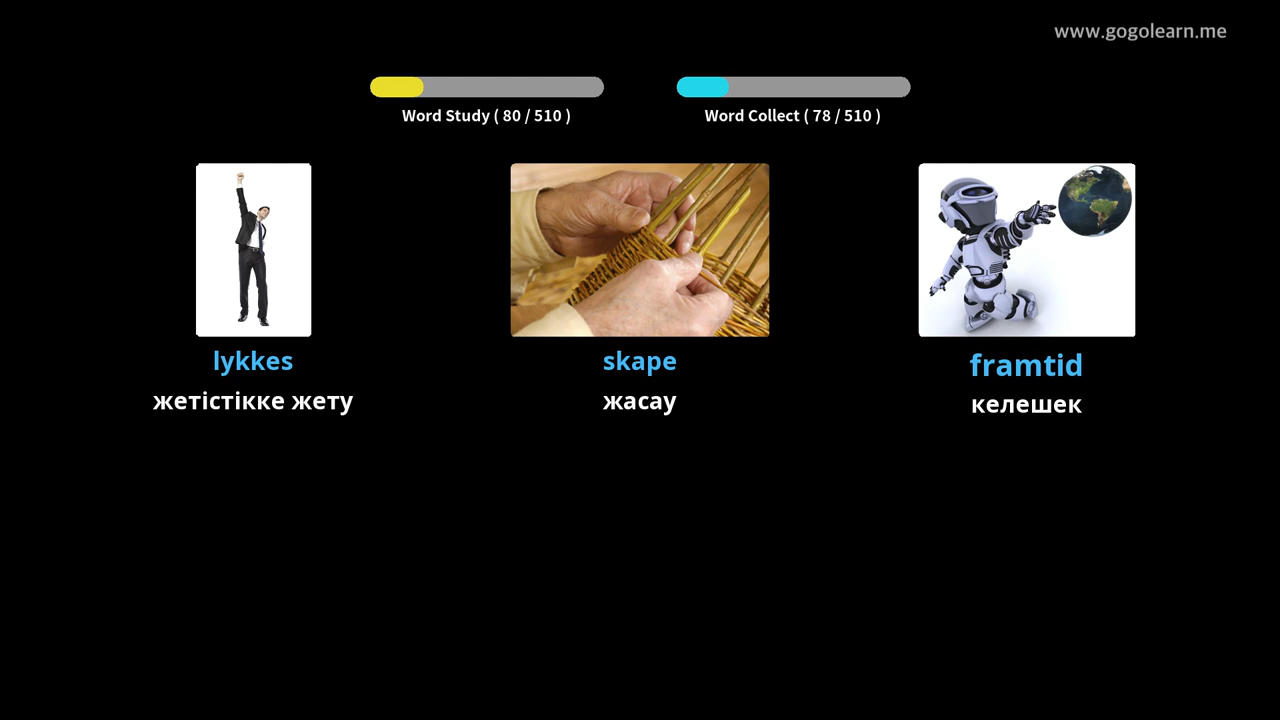 www.gogolearn.me
Word Study ( 80 / 510 )
Word Collect ( 78 / 510 )
lykkes
skape
framtid
жетістікке жету
жасау
келешек